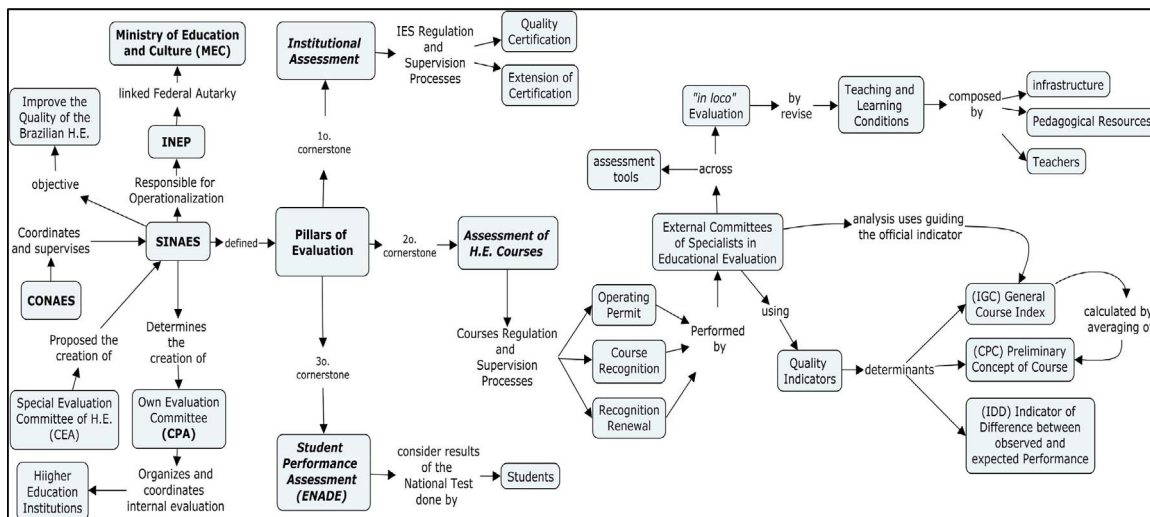 Ministry of Education
and Culture (MEC)
linked Federal Autarky
INEP
Responsible for
Operationalization
Improve the
Quality of the
Brazilian H.E.
objective
Coordinates
and supervises
SINAES
defined
CONAES
Proposed the
creation of
Special Evaluation
Committee of H.E.
(CEA)
Determines
the
creation of
Own Evaluation
Committee
(CPA)
Organizes and
coordinates
internal evaluation
Hiigher
Education
Institutions
Pillars of
Evaluation
1o.
cornerstone
Institutional
Assessment
IES Regulation
and
Supervision
Processes
Quality
Certification
Extension of
Certification
2o.
cornerstone
Assessment of
H.E. Courses
Courses Regulation
and Supervision
Processes
Operating
Permit
Course
Recognition
Recognition
Renewal
Performed
by
3o.
cornerstone
Student
Performance
Assessment
(ENADE)
consider results
of the
National Test
done by
Students
External Committees
of Specialists in
Educational Evaluation
across
assessment
tools
"in loco"
Evaluation
by
revise
Teaching and
Learning
Conditions
composed
by
infrastructure
Pedagogical Resources
Teachers
analysis uses guiding
the official indicator
using
Quality
Indicators
determinants
(IGC) General
Course Index
calculated by
averaging of
(CPC) Preliminary
Concept of Course
(IDD) Indicator of
Difference between
observed and
expected Performance